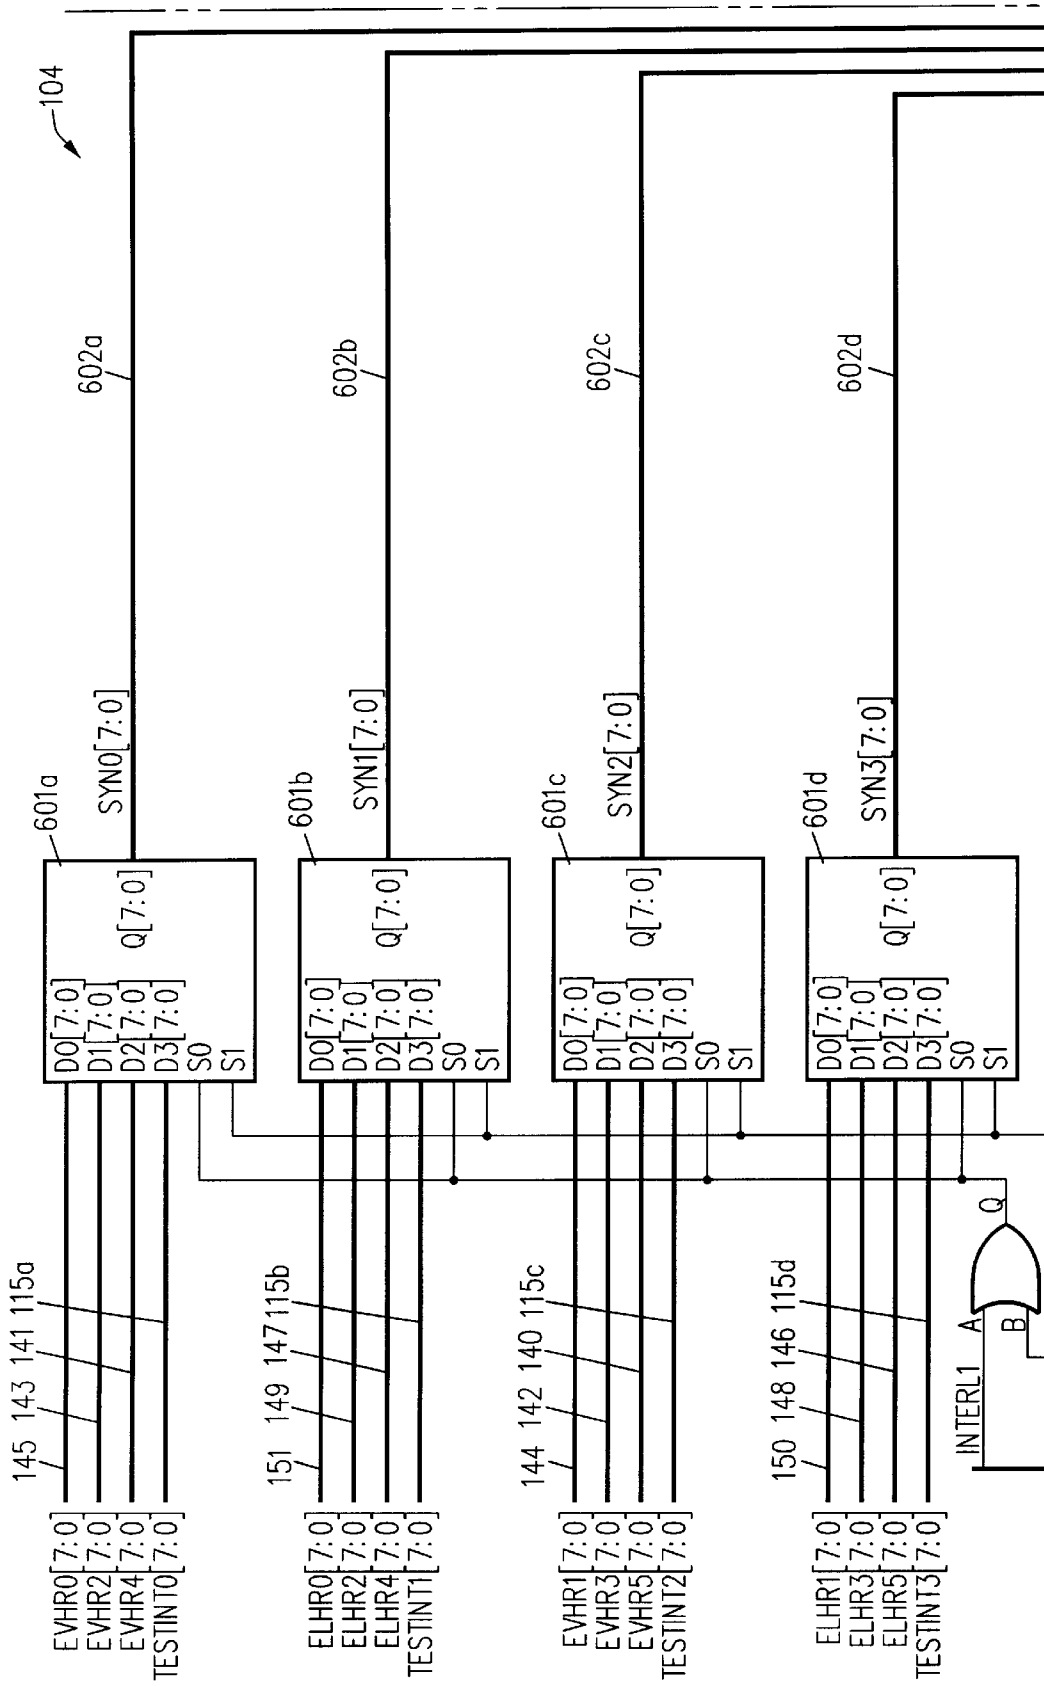 104
602a
602b
602c
602d
SYN0[7:0]
SYN1[7:0]
SYN2[7:0]
SYN3[7:0]
601a
D0[7:0]
D1[7:0]
D2[7:0]
D3[7:0]
S0
S1
Q[7:0]
601b
D0[7:0]
D1[7:0]
D2[7:0]
D3[7:0]
S0
S1
Q[7:0]
601c
D0[7:0]
D1[7:0]
D2[7:0]
D3[7:0]
S0
S1
Q[7:0]
601d
D0[7:0]
D1[7:0]
D2[7:0]
D3[7:0]
S0
S1
Q[7:0]
145 143 141 115a
EVHR0[7:0]
EVHR2[7:0]
EVHR4[7:0]
TESTINT0[7:0]
151 149 147 115b
ELHR0[7:0]
ELHR2[7:0]
ELHR4[7:0]
TESTINT1[7:0]
144 142 140 115c
EVHR1[7:0]
EVHR3[7:0]
EVHR5[7:0]
TESTINT2[7:0]
150 148 146 115d
ELHR1[7:0]
ELHR3[7:0]
ELHR5[7:0]
TESTINT3[7:0]
INTERL1
A
B
Q